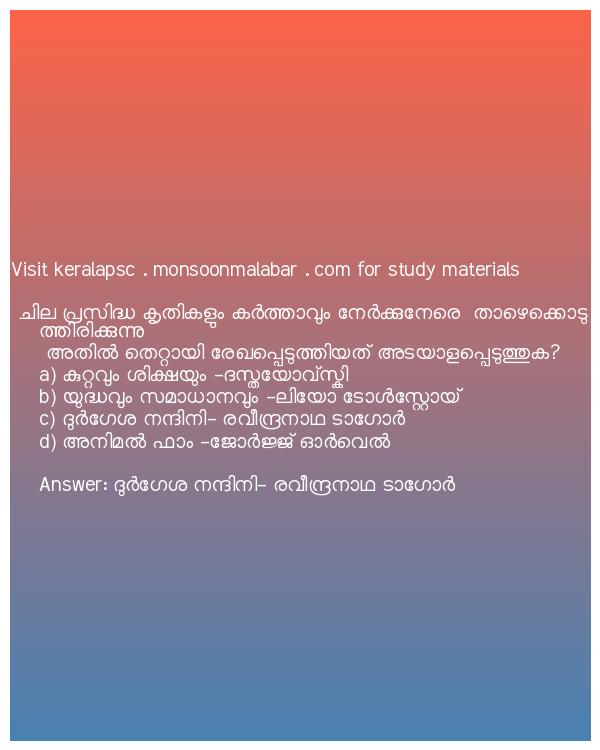 Visit keralapsc . monsoonmalabar . com for study materials
ചില പ്രസിദ്ധ കൃതികളും കർത്താവും നേർക്കുനേരെ താഴെക്കൊടു
ത്തിരിക്കുന്നു
അതിൽ തെറ്റായി രേഖപ്പെടുത്തിയത് അടയാളപ്പെടുത്തുക?
a) കുറ്റവും ശിക്ഷയും -ദസ്തയോവ്സ്കി
b) യുദ്ധവും സമാധാനവും -ലിയോ ടോൾസ്റ്റോയ്
c) ദുർഗേശ നന്ദിനി- രവീന്ദ്രനാഥ ടാഗോർ
d) അനിമൽ ഫാം -ജോർജ്ജ് ഓർവെൽ
Answer: ദുർഗേശ നന്ദിനി- രവീന്ദ്രനാഥ ടാഗോർ